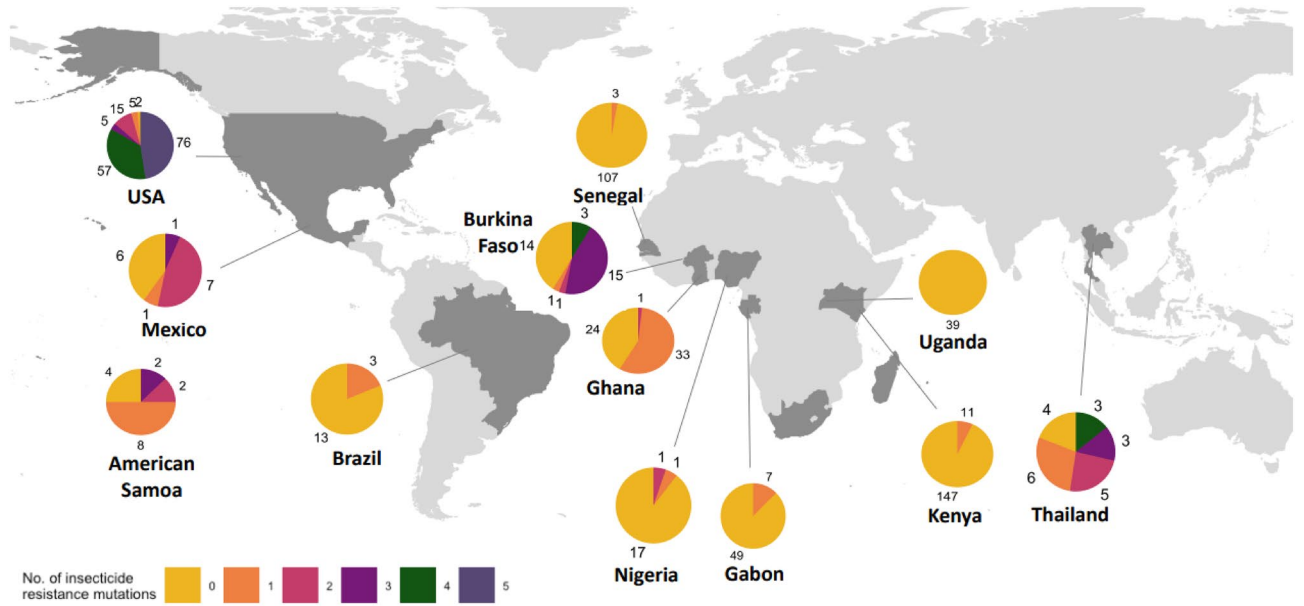 5 15 52
76
57
USA
1
6
7
1
Mexico
4
2
2
8
American
Samoa
3
13
Brazil
3
107
Senegal
Burkina
Faso
14
3
15
11
1
24
33
Ghana
1
1
17
Nigeria
7
49
Gabon
39
Uganda
11
147
Kenya
4
3
3
6
5
Thailand
No. of insecticide
resistance mutations
0 1 2 3 4 5